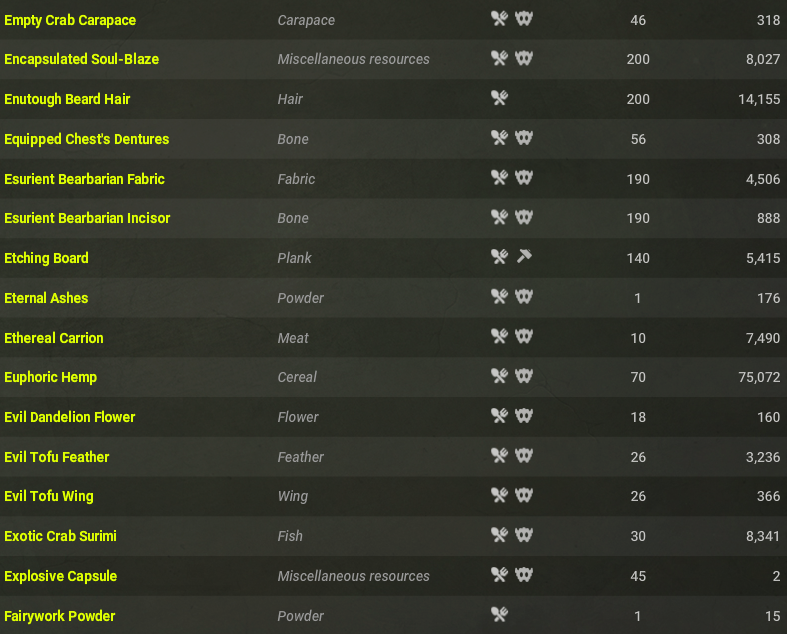 Empty Crab Carapace Carapace 46 318
Encapsulated Soul-Blaze Miscellaneous resources 200 8,027
Enutough Beard Hair Hair 200 14,155
Equipped Chest's Dentures Bone 56 308
Esurient Bearbarian Fabric Fabric 190 4,506
Esurient Bearbarian Incisor Bone 190 888
Etching Board Plank 140 5,415
Eternal Ashes Powder 1 176
Ethereal Carrion Meat 10 7,490
Euphoric Hemp Cereal 70 75,072
Evil Dandelion Flower Flower 18 160
Evil Tofu Feather Feather 26 3,236
Evil Tofu Wing Wing 26 366
Exotic Crab Surimi Fish 30 8,341
Explosive Capsule Miscellaneous resources 45 2
Fairywork Powder Powder 1 15